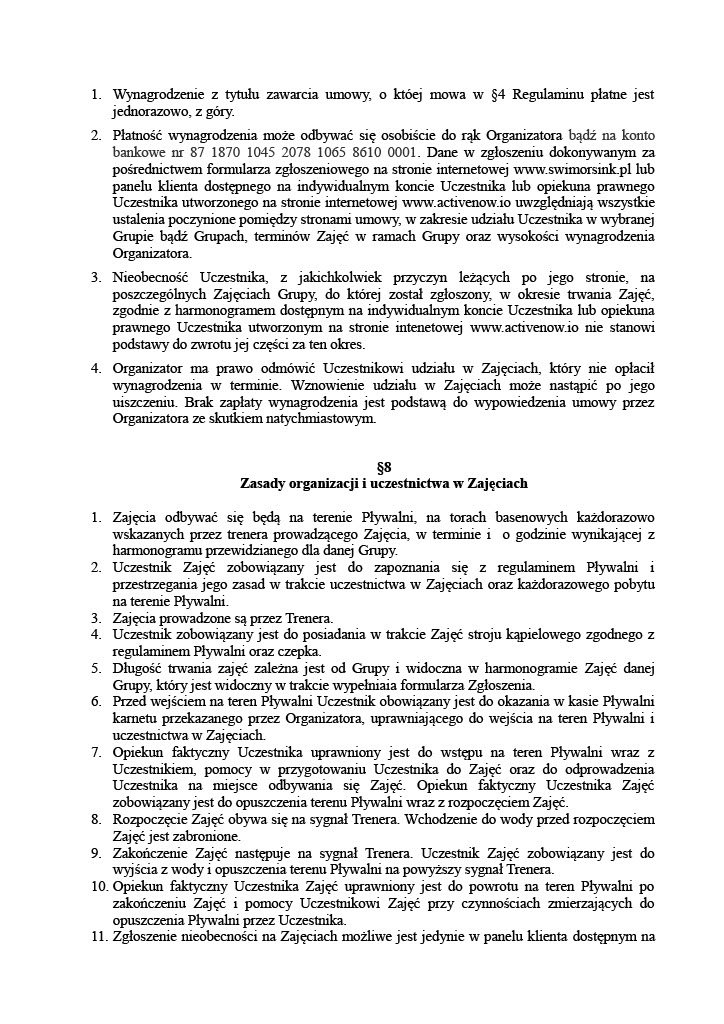 1. Wynagrodzenie z tytułu zawarcia umowy, o któej mowa w §4 Regulaminu płatne jest
jednorazowo, z góry.
2. Płatność wynagrodzenia może odbywać się osobiście do rąk Organizatora bądź na konto
bankowe nr 87 1870 1045 2078 1065 8610 0001. Dane w zgłoszeniu dokonywanym za
pośrednictwem formularza zgłoszeniowego na stronie internetowej www.swimorsink.pl lub
panelu klienta dostępnego na indywidualnym koncie Uczestnika lub opiekuna prawnego
Uczestnika utworzonego na stronie internetowej www.activenow.io uwzględniają wszystkie
ustalenia poczynione pomiędzy stronami umowy, w zakresie udziału Uczestnika w wybranej
Grupie bądź Grupach, terminów Zajęć w ramach Grupy oraz wysokości wynagrodzenia
Organizatora.
3. Nieobecność Uczestnika, z jakichkolwiek przyczyn leżących po jego stronie, na
poszczególnych Zajęciach Grupy, do której został zgłoszony, w okresie trwania Zajęć,
zgodnie z harmonogramem dostępnym na indywidualnym koncie Uczestnika lub opiekuna
prawnego Uczestnika utworzonym na stronie intenetowej www.activenow.io nie stanowi
podstawy do zwrotu jej części za ten okres.
4. Organizator ma prawo odmówić Uczestnikowi udziału w Zajęciach, który nie opłacił
wynagrodzenia w terminie. Wznowienie udziału w Zajęciach może nastąpić po jego
uiszczeniu. Brak zapłaty wynagrodzenia jest podstawą do wypowiedzenia umowy przez
Organizatora ze skutkiem natychmiastowym.
§8
Zasady organizacji i uczestnictwa w Zajęciach
1. Zajęcia odbywać się będą na terenie Pływalni, na torach basenowych każdorazowo
wskazanych przez trenera prowadzącego Zajęcia, w terminie i o godzinie wynikającej z
harmonogramu przewidzianego dla danej Grupy.
2. Uczestnik Zajęć zobowiązany jest do zapoznania się z regulaminem Pływalni i
przestrzegania jego zasad w trakcie uczestnictwa w Zajęciach oraz każdorazowego pobytu
na terenie Pływalni.
3. Zajęcia prowadzone są przez Trenera.
4. Uczestnik zobowiązany jest do posiadania w trakcie Zajęć stroju kąpielowego zgodnego z
regulaminem Pływalni oraz czepka.
5. Długość trwania zajęć zależna jest od Grupy i widoczna w harmonogramie Zajęć danej
Grupy, który jest widoczny w trakcie wypełniaia formularza Zgłoszenia.
6. Przed wejściem na teren Pływalni Uczestnik obowiązany jest do okazania w kasie Pływalni
karnetu przekazanego przez Organizatora, uprawniającego do wejścia na teren Pływalni i
uczestnictwa w Zajęciach.
7. Opiekun faktyczny Uczestnika uprawniony jest do wstępu na teren Pływalni wraz z
Uczestnikiem, pomocy w przygotowaniu Uczestnika do Zajęć oraz do odprowadzenia
Uczestnika na miejsce odbywania się Zajęć. Opiekun faktyczny Uczestnika Zajęć
zobowiązany jest do opuszczenia terenu Pływalni wraz z rozpoczęciem Zajęć.
8. Rozpoczęcie Zajęć obywa się na sygnał Trenera. Wchodzenie do wody przed rozpoczęciem
Zajęć jest zabronione.
9. Zakończenie Zajęć następuje na sygnał Trenera. Uczestnik Zajęć zobowiązany jest do
wyjścia z wody i opuszczenia terenu Pływalni na powyższy sygnał Trenera.
10. Opiekun faktyczny Uczestnika Zajęć uprawniony jest do powrotu na teren Pływalni po
zakończeniu Zajęć i pomocy Uczestnikowi Zajęć przy czynnościach zmierzających do
opuszczenia Pływalni przez Uczestnika.
11. Zgłoszenie nieobecności na Zajęciach możliwe jest jedynie w panelu klienta dostępnym na